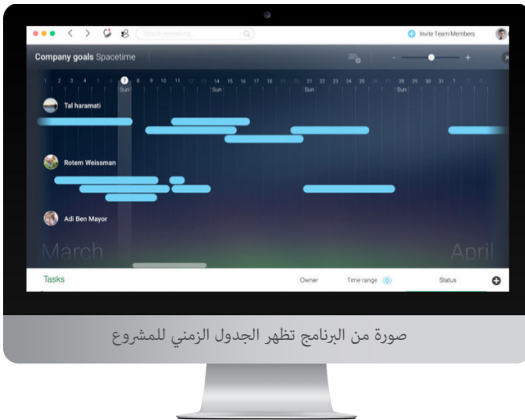 Invite Team Members
Company goals Spacetime
1 2 3 4 7 8 9 10 11 14 15 16 17 18 21 22 23 24 25 28 29 30 31
Sun Sun Sun Sun
Tal haramati
Rotem Weissman
Adi Ben Mayor
March April
Tasks Owner Time range Status
صورة من البرنامج تظهر الجدول الزمني للمشروع